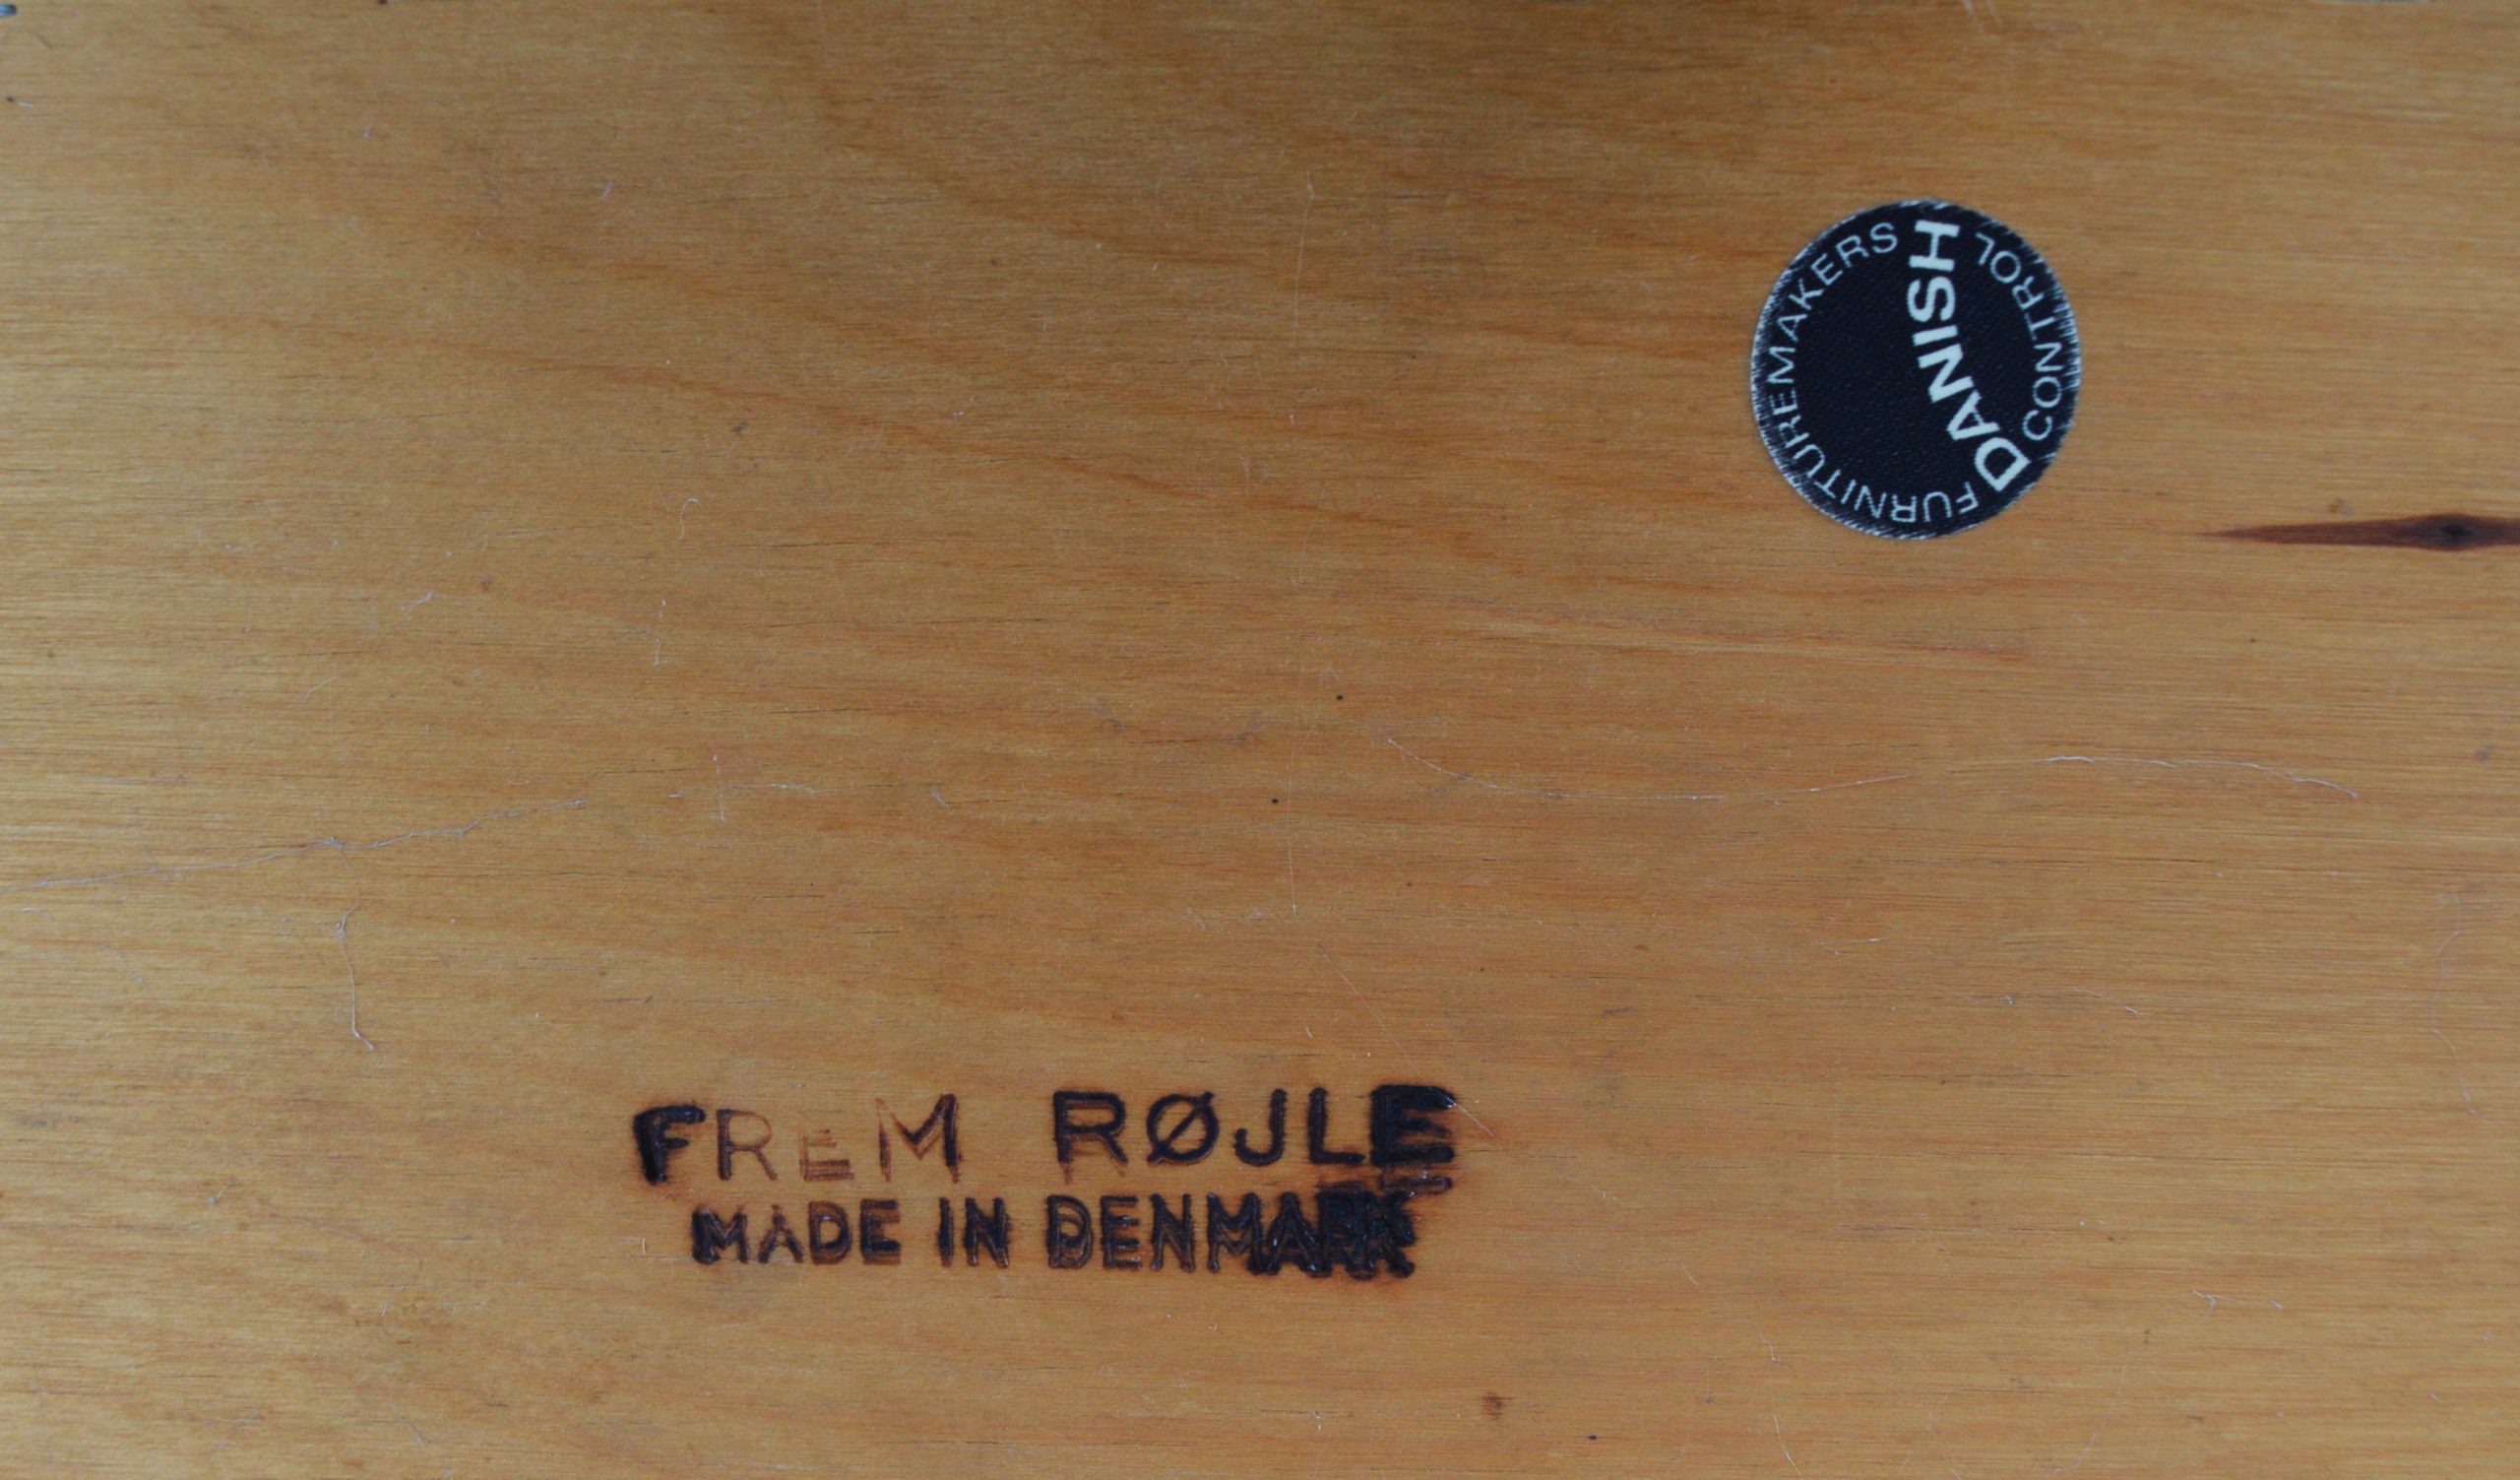 DANISH
FURNITUREMAKERS
CONTROL
FREM RØJLE
MADE IN DENMARK